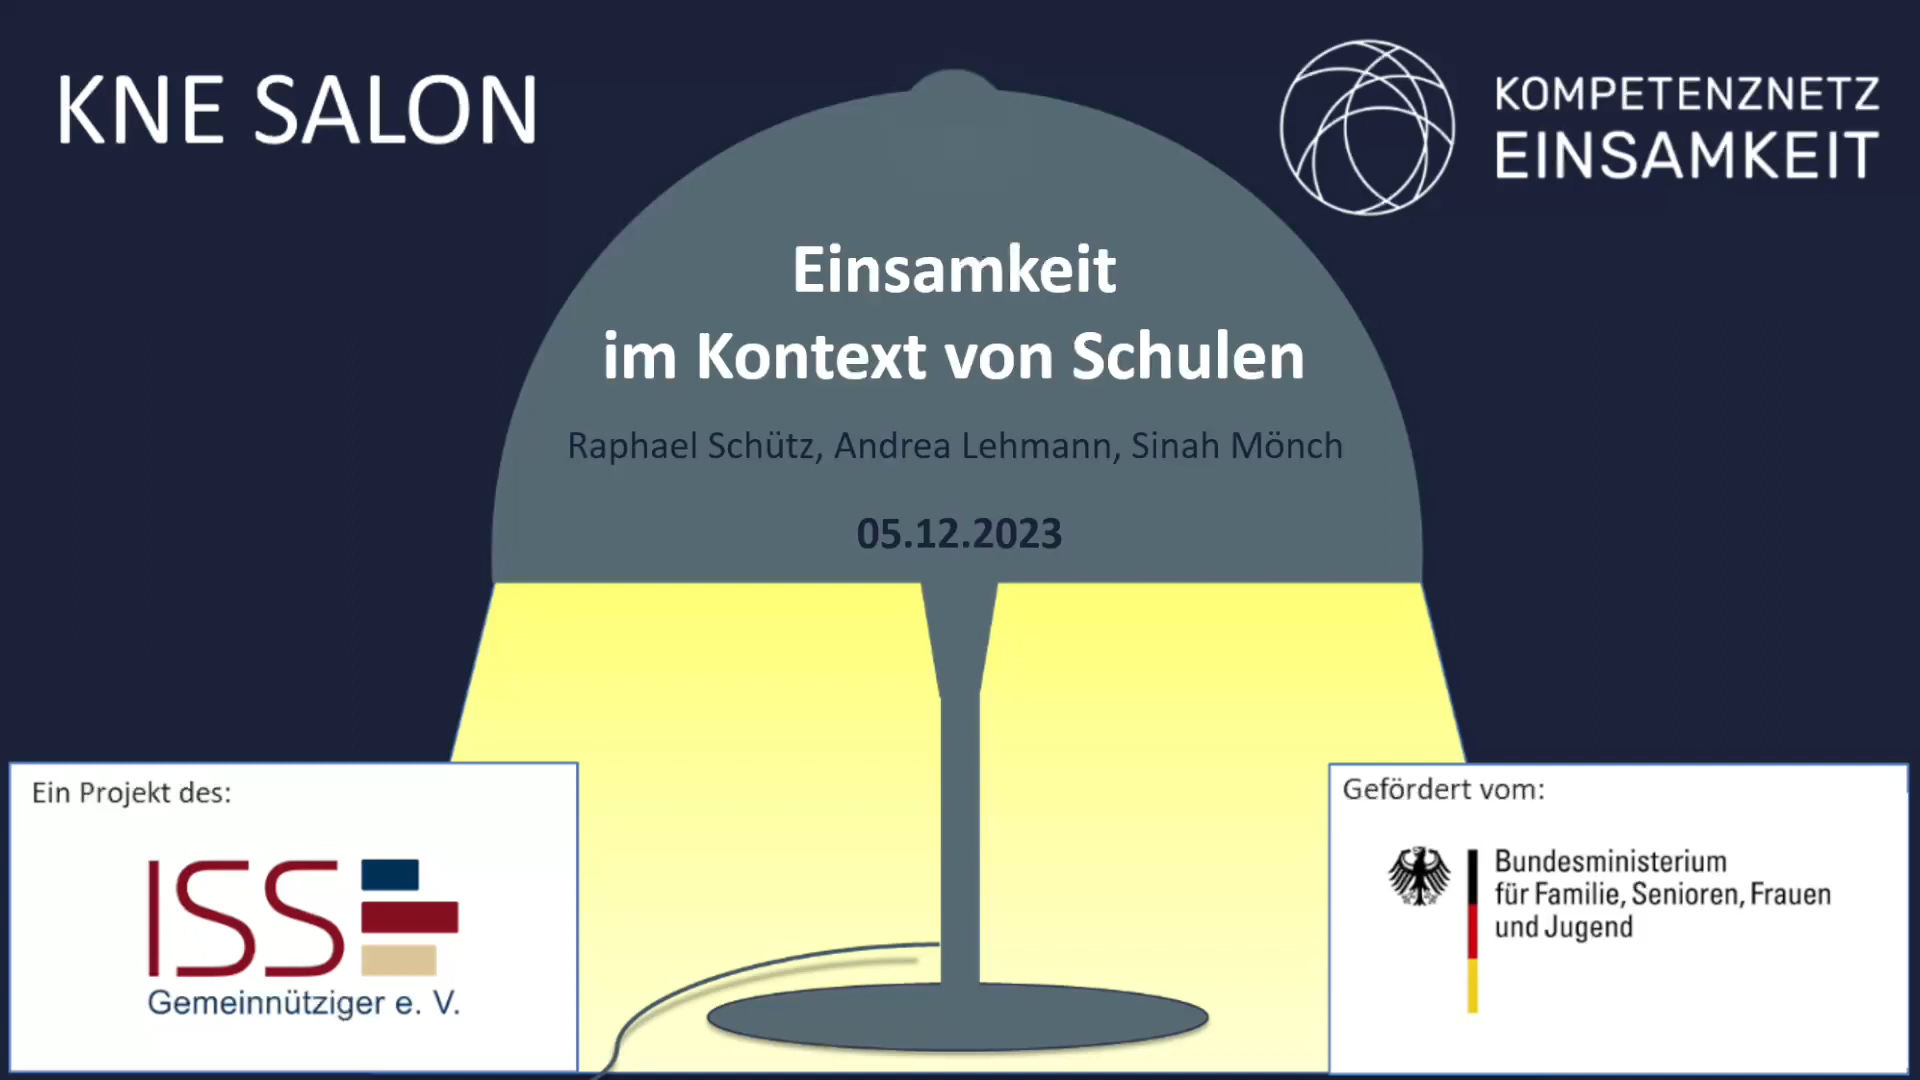 KNE SALON
KOMPETENZNETZ
EINSAMKEIT
Einsamkeit
im Kontext von Schulen
Raphael Schütz, Andrea Lehmann, Sinah Mönch
05.12.2023
Ein Projekt des:
ISS
Gemeinnütziger e. V.
Gefördert vom:
Bundesministerium
für Familie, Senioren, Frauen
und Jugend